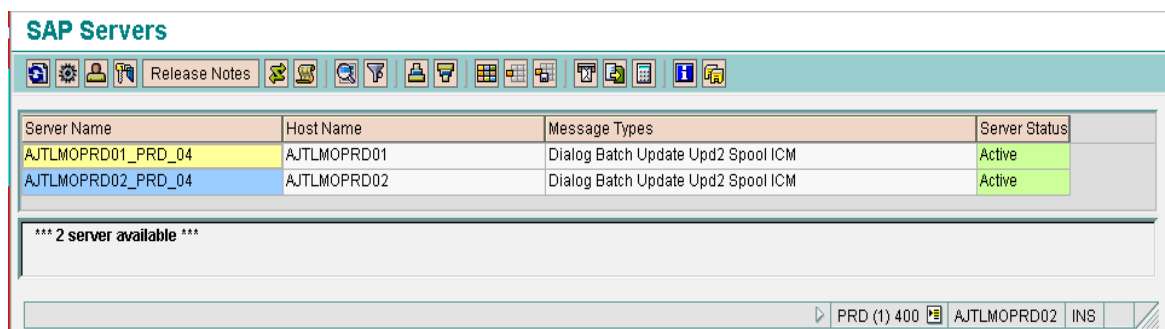 SAP Servers
Release Notes
Server Name Host Name Message Types Server Status
AJTLMOPRD01_PRD_04 AJTLMOPRD01 Dialog Batch Update Upd2 Spool ICM Active
AJTLMOPRD02_PRD_04 AJTLMOPRD02 Dialog Batch Update Upd2 Spool ICM Active
*** 2 server available ***
PRD (1) 400 AJTLMOPRD02 INS